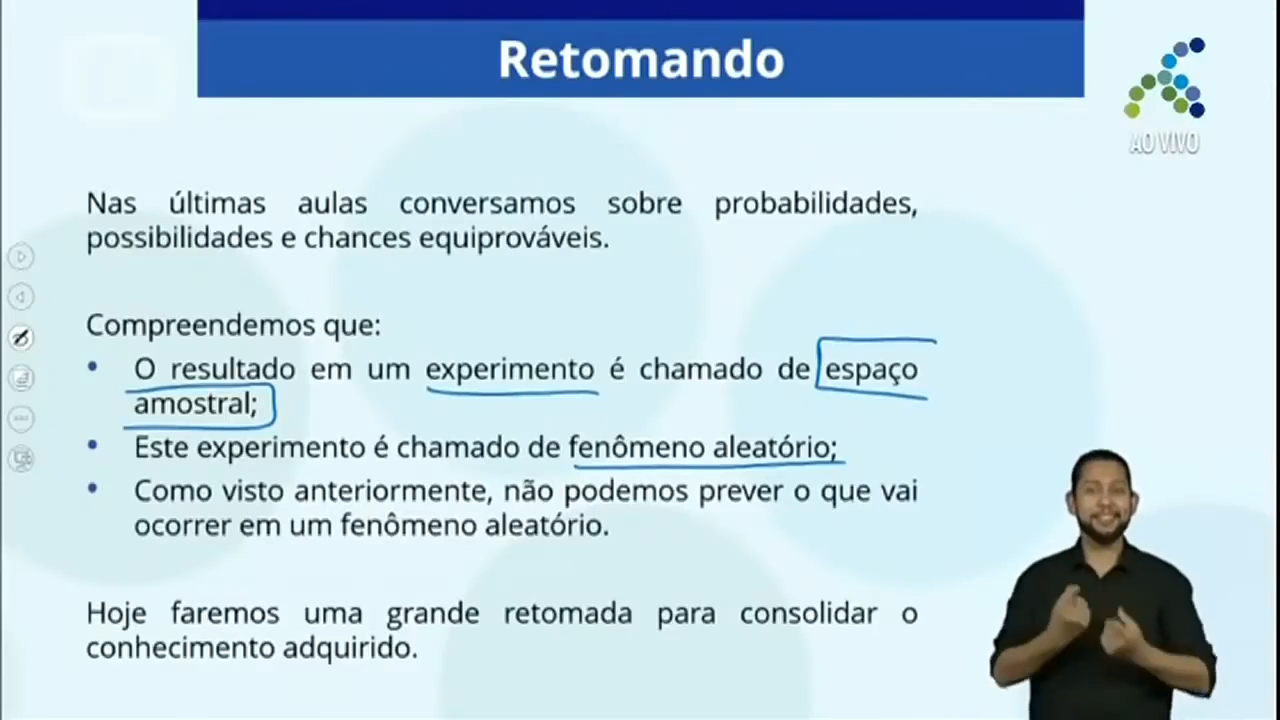 Retomando
AO VIVO
Nas últimas aulas conversamos sobre probabilidades,
possibilidades e chances equiprováveis.
Compreendemos que:
• O resultado em um experimento é chamado de espaço
amostral;
• Este experimento é chamado de fenômeno aleatório;
• Como visto anteriormente, não podemos prever o que vai
ocorrer em um fenômeno aleatório.
Hoje faremos uma grande retomada para consolidar o
conhecimento adquirido.